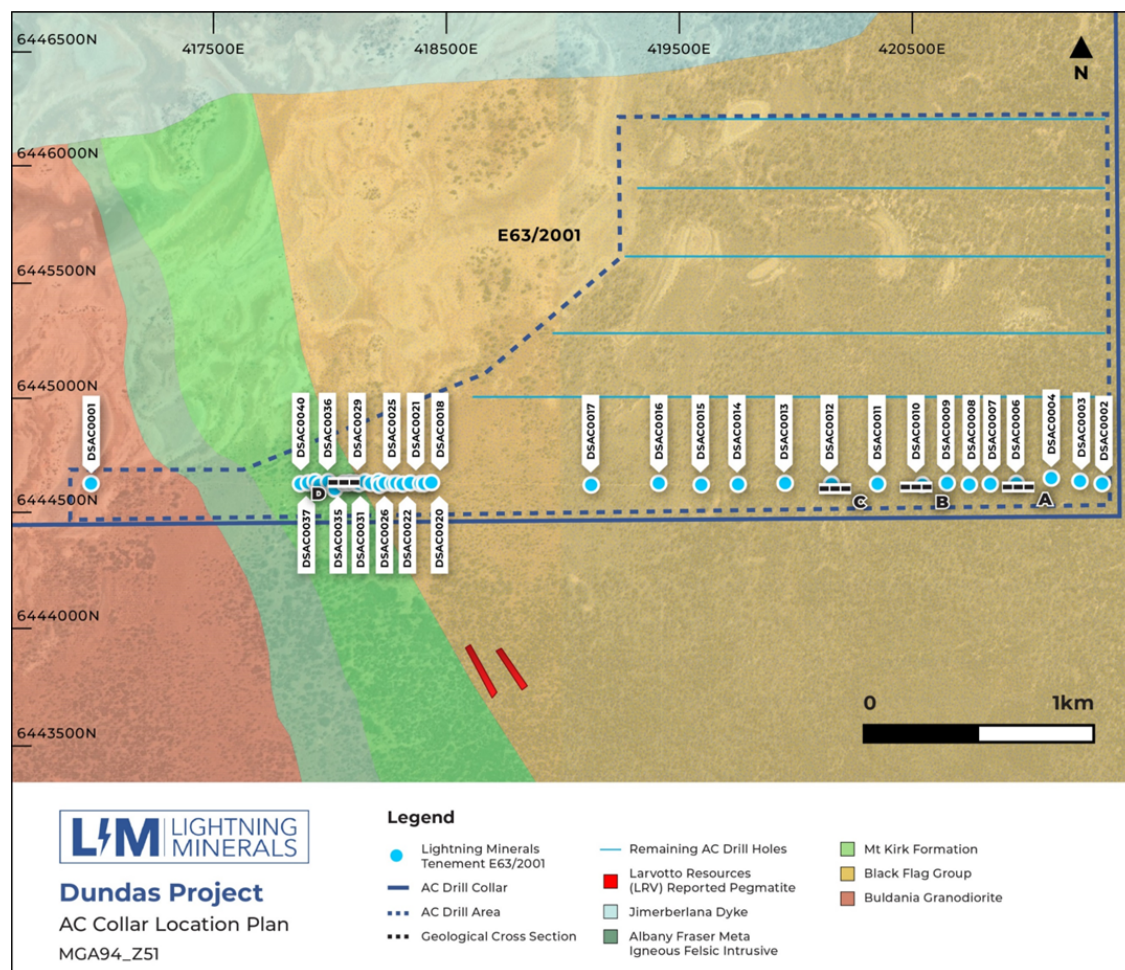 6446500N
417500E
418500E
419500E
420500E
N
6446000N
E63/2001
6445500N
6445000N
DSAC0001
DSAC0040
DSAC0036
DSAC0029
DSAC0025
DSAC0021
DSAC0018
DSAC0017
DSAC0016
DSAC0015
DSAC0014
DSAC0013
DSAC0012
DSAC0011
DSAC0010
DSAC0009
DSAC0008
DSAC0007
DSAC0006
DSAC0004
DSAC0003
DSAC0002
6444500N
D
C
B
A
DSAC0037
DSAC0035
DSAC0031
DSAC0026
DSAC0022
DSAC0020
6444000N
0
1km
6443500N
LM LIGHTNING
MINERALS
Dundas Project
AC Collar Location Plan
MGA94_Z51
Legend
Lightning Minerals
Tenement E63/2001
AC Drill Collar
AC Drill Area
Geological Cross Section
Remaining AC Drill Holes
Larvotto Resources
(LRV) Reported Pegmatite
Jimberlana Dyke
Albany Fraser Meta
Igneous Felsic Intrusive
Mt Kirk Formation
Black Flag Group
Buldania Granodiorite